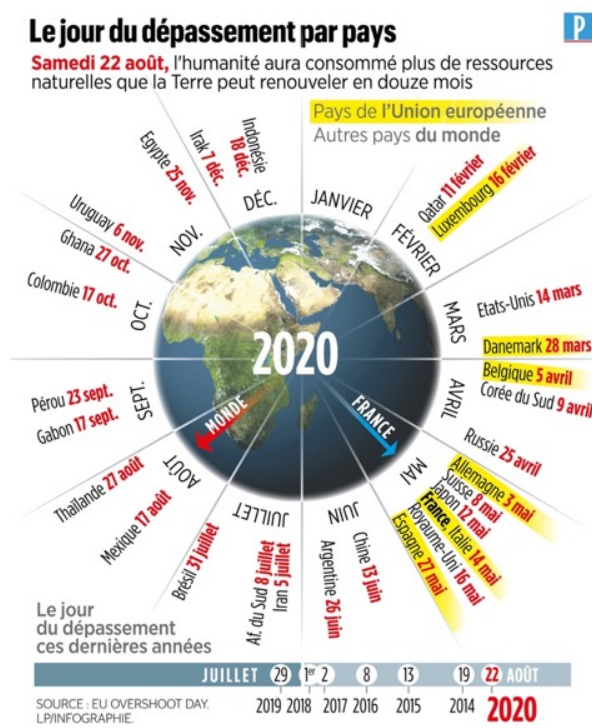 Le jour du dépassement par pays
P
Samedi 22 août, l'humanité aura consommé plus de ressources
naturelles que la Terre peut renouveler en douze mois
Pays de l'Union européenne
Autres pays du monde
JANVIER
FÉVRIER
Qatar 11 février
Luxembourg 16 février
MARS
Etats-Unis 14 mars
Danemark 28 mars
AVRIL
Belgique 5 avril
Corée du Sud 9 avril
Russie 25 avril
MAI
Allemagne 3 mai
Suisse 8 mai
Japon 12 mai
France, Italie 14 mai
Royaume-Uni 16 mai
Espagne 27 mai
JUIN
Chine 13 juin
Argentine 26 juin
JUILLET
Iran 5 juillet
Af. du Sud 8 juillet
Brésil 31 juillet
AOÛT
Mexique 17 août
Thaïlande 27 août
SEPT.
Gabon 17 sept.
Pérou 23 sept.
OCT.
Colombie 17 oct.
Ghana 27 oct.
NOV.
Uruguay 6 nov.
Egypte 25 nov.
DÉC.
Irak 7 déc.
Indonésie
18 déc.
2020
MONDE
FRANCE
Le jour
du dépassement
ces dernières années
JUILLET 29 1er 2 8 13 19 22 AOÛT
2019 2018 2017 2016 2015 2014 2020
SOURCE : EU OVERSHOOT DAY.
LP/INFOGRAPHIE.